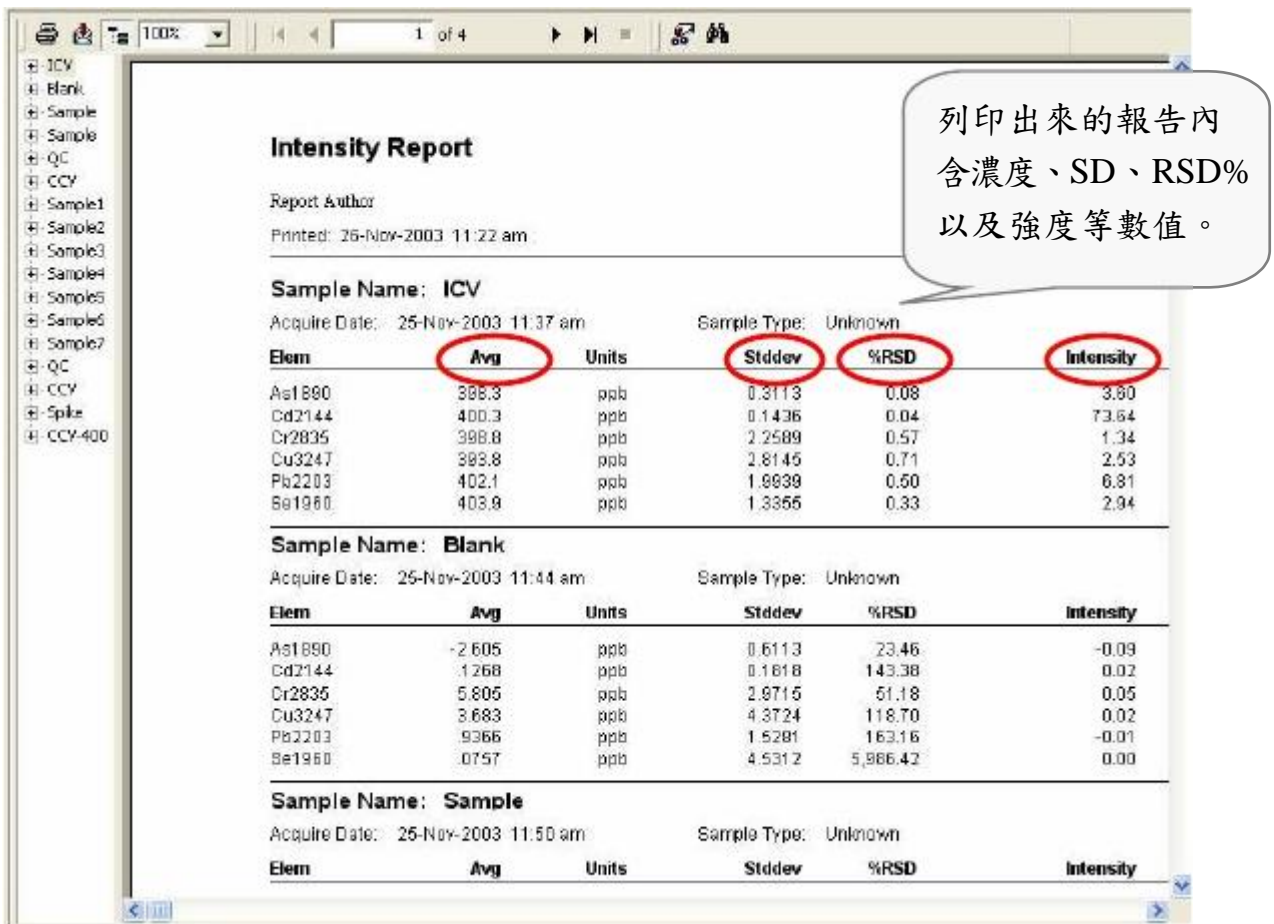 100%
1 of 4
ICV
Blank
Sample
Sample
QC
CCV
Sample1
Sample2
Sample3
Sample4
Sample5
Sample6
Sample7
QC
CCV
Spike
CCV-400
列印出來的報告內
含濃度、SD、RSD%
以及強度等數值。
Intensity Report
Report Author
Printed: 26-Nov-2003 11:22 am
Sample Name: ICV
Acquire Date: 25-Nov-2003 11:37 am Sample Type: Unknown
Elem Avg Units Stddev %RSD Intensity
As1890 398.3 ppb 0.3113 0.08 3.60
Cd2144 400.3 ppb 0.1436 0.04 73.64
Cr2835 398.8 ppb 2.2589 0.57 1.34
Cu3247 393.8 ppb 2.8145 0.71 2.53
Pb2203 402.1 ppb 1.9939 0.50 6.81
Se1960 403.9 ppb 1.3355 0.33 2.94
Sample Name: Blank
Acquire Date: 25-Nov-2003 11:44 am Sample Type: Unknown
Elem Avg Units Stddev %RSD Intensity
As1890 -2.605 ppb 0.6113 23.46 -0.09
Cd2144 .1268 ppb 0.1818 143.38 0.02
Cr2835 5.805 ppb 2.9715 51.18 0.05
Cu3247 3.683 ppb 4.3724 118.70 0.02
Pb2203 .9366 ppb 1.5281 163.16 -0.01
Se1960 .0757 ppb 4.5312 5,986.42 0.00
Sample Name: Sample
Acquire Date: 25-Nov-2003 11:50 am Sample Type: Unknown
Elem Avg Units Stddev %RSD Intensity